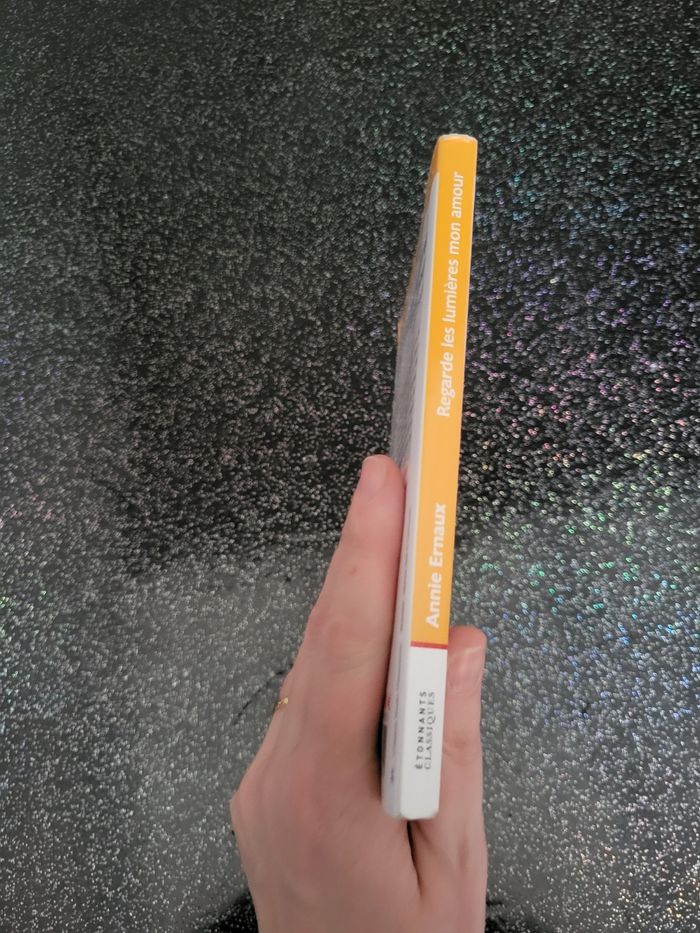 Annie Ernaux
Regarde les lumières mon amour
ÉTONNANTS
CLASSIQUES